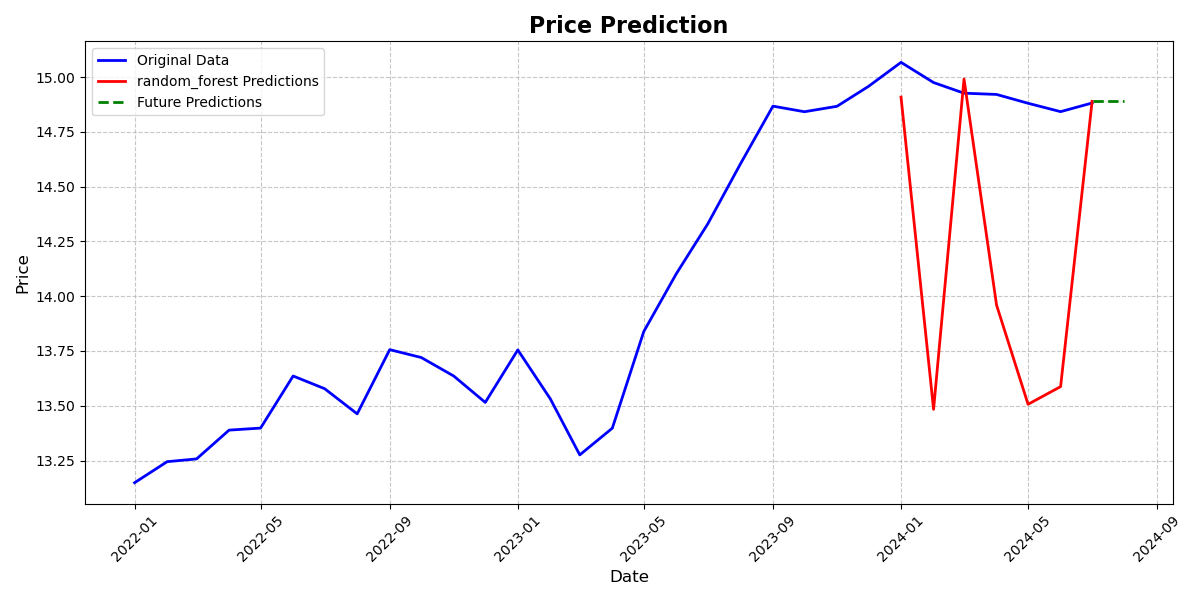 Price Prediction
Original Data
random_forest Predictions
Future Predictions
Price
15.00
14.75
14.50
14.25
14.00
13.75
13.50
13.25
2022-01
2022-05
2022-09
2023-01
2023-05
2023-09
2024-01
2024-05
2024-09
Date